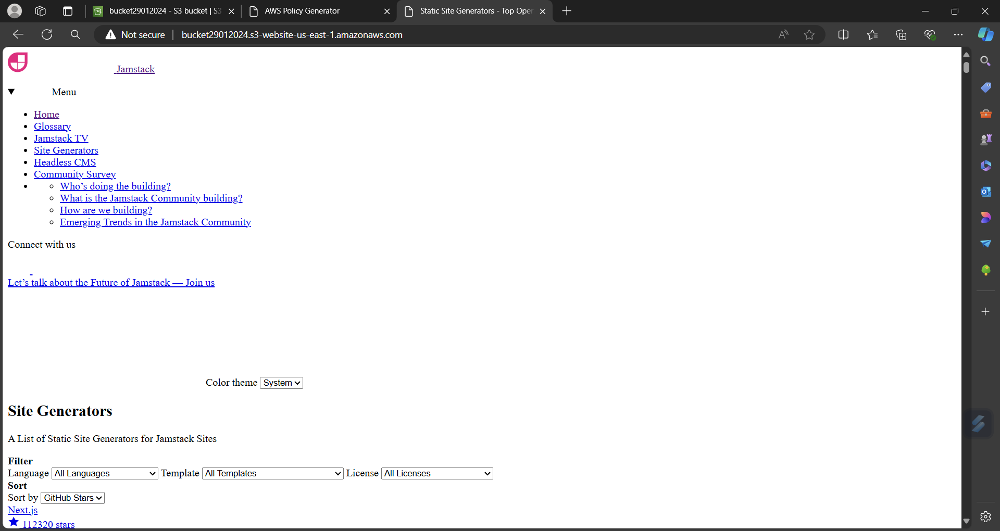 bucket29012024 - S3 bucket | S3
AWS Policy Generator
Static Site Generators - Top Oper
Not secure
bucket29012024.s3-website-us-east-1.amazonaws.com
Jamstack
Menu
Home
Glossary
Jamstack TV
Site Generators
Headless CMS
Community Survey
Who’s doing the building?
What is the Jamstack Community building?
How are we building?
Emerging Trends in the Jamstack Community
Connect with us
Let’s talk about the Future of Jamstack — Join us
Color theme System
Site Generators
A List of Static Site Generators for Jamstack Sites
Filter
Language All Languages Template All Templates License All Licenses
Sort
Sort by GitHub Stars
Next.js
112320 stars